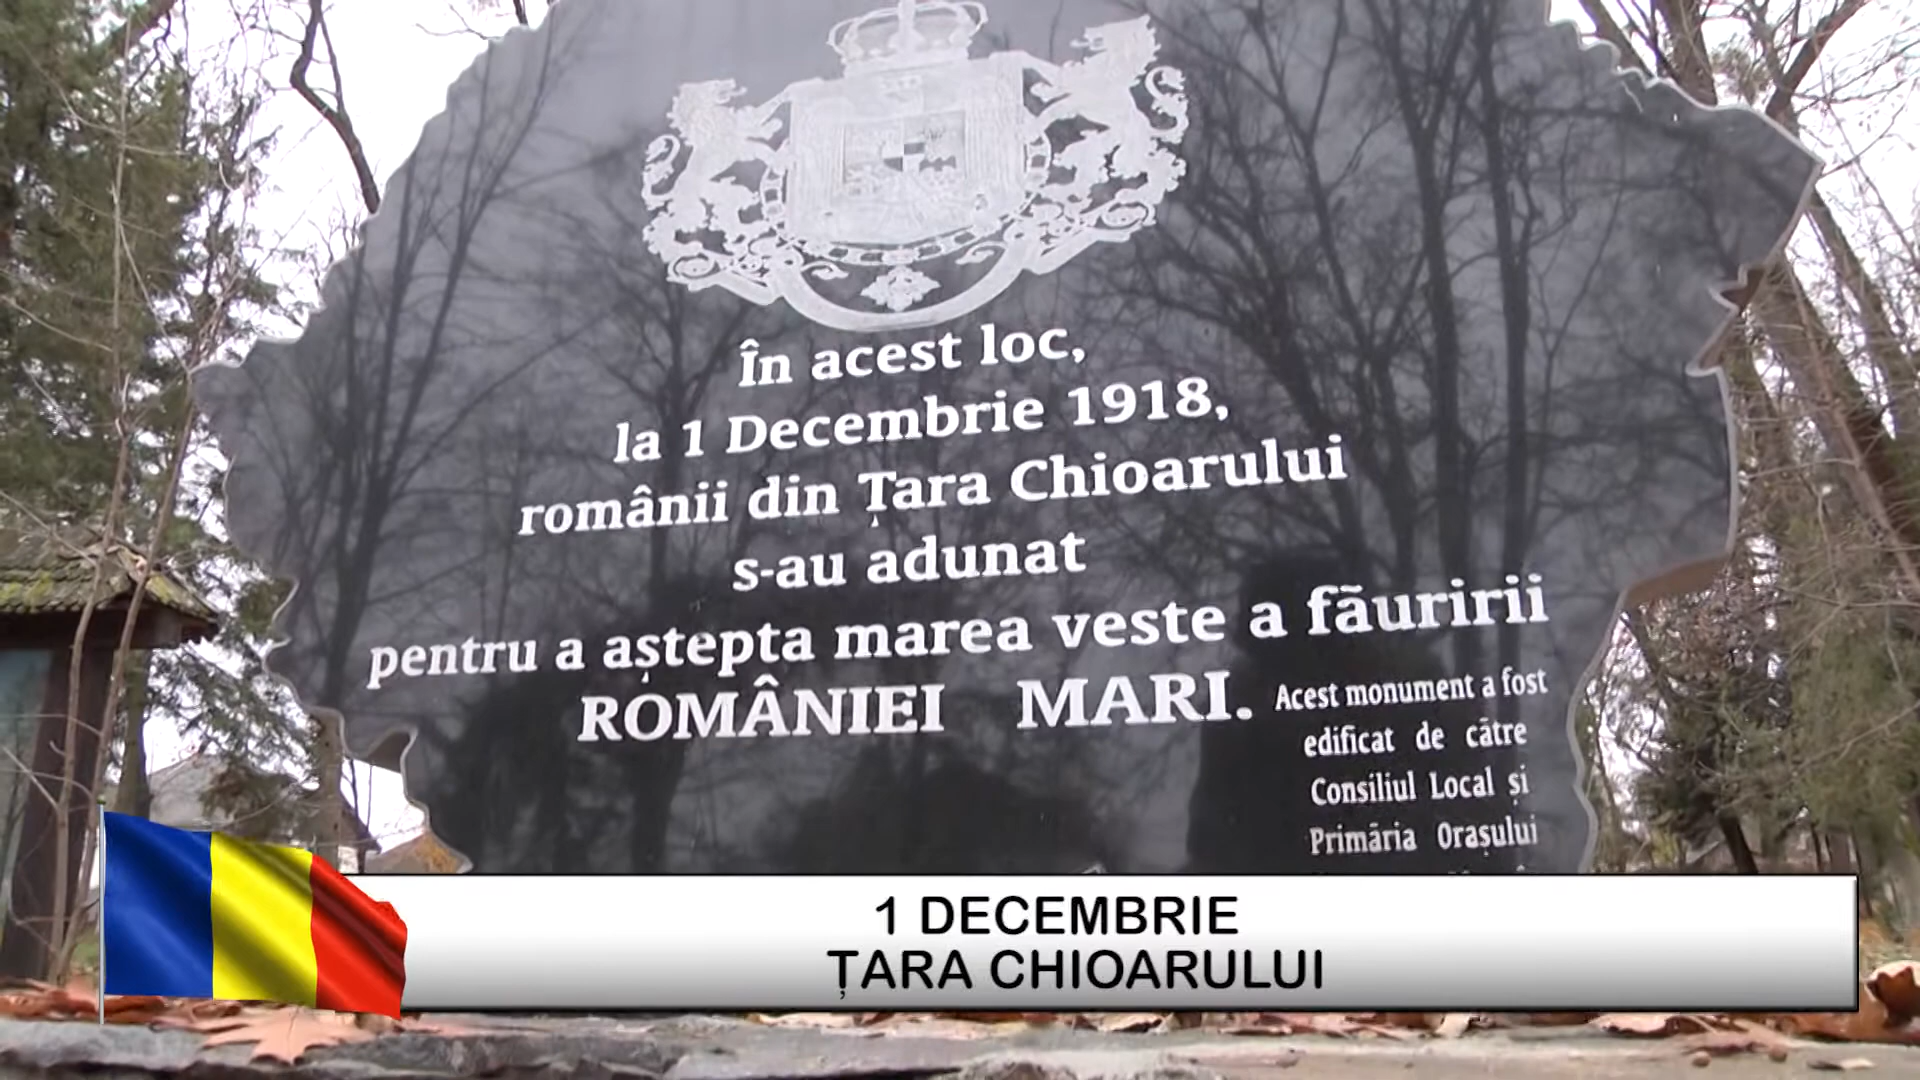 În acest loc,
la 1 Decembrie 1918,
românii din Țara Chioarului
s-au adunat
pentru a aștepta marea veste a făuririi
ROMÂNIEI MARI.
Acest monument a fost
edificat de către
Consiliul Local și
Primăria Orașului
1 DECEMBRIE
ȚARA CHIOARULUI